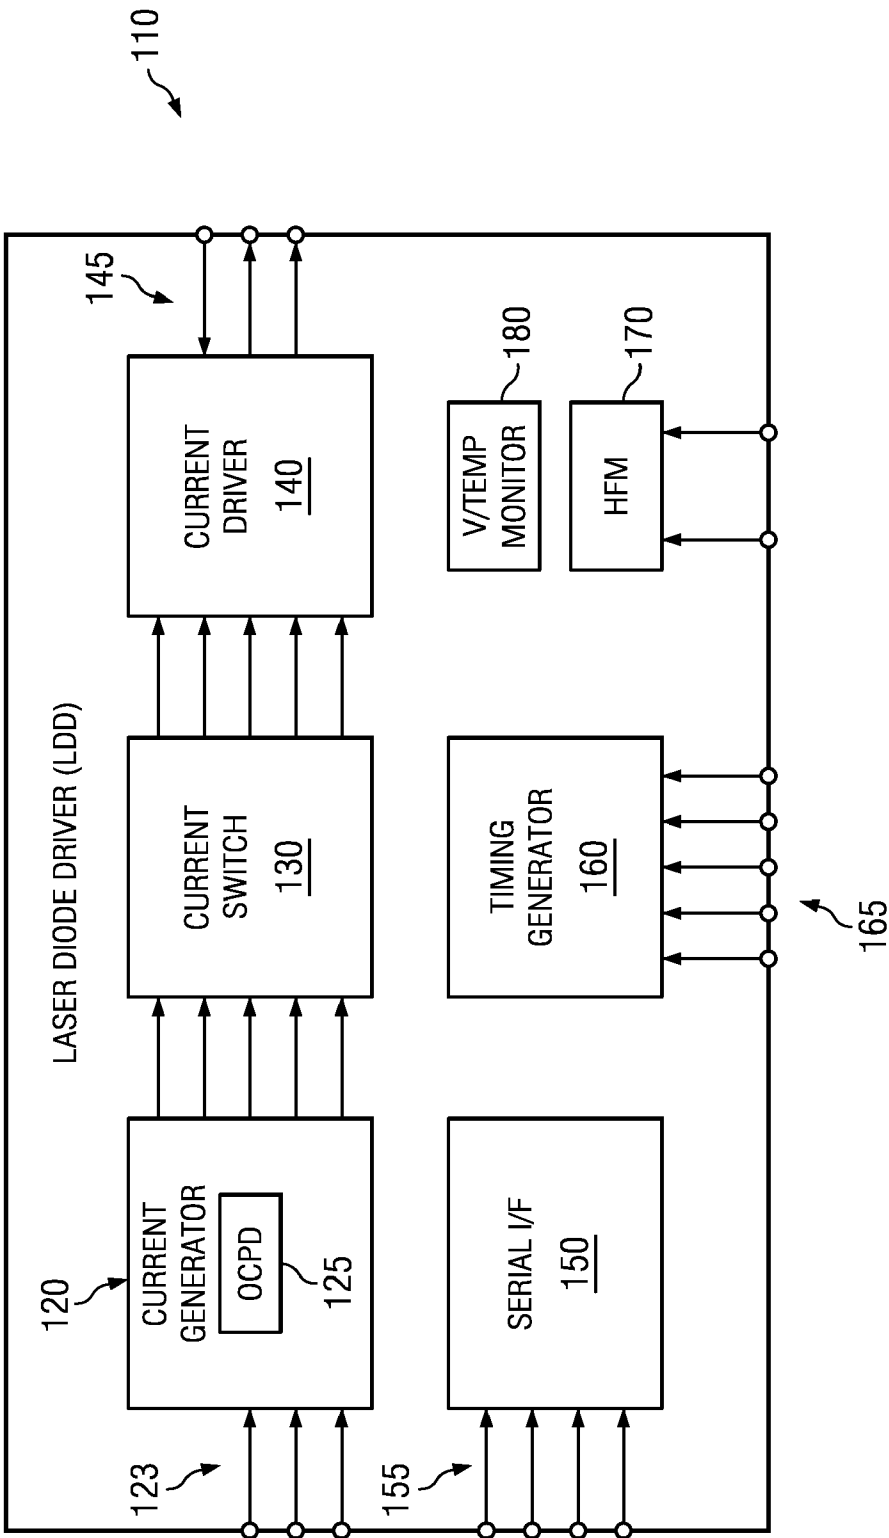 110
LASER DIODE DRIVER (LDD)
120
CURRENT
GENERATOR
OCPD
125
123
CURRENT
SWITCH
130
CURRENT
DRIVER
140
145
SERIAL I/F
150
155
TIMING
GENERATOR
160
165
V/TEMP
MONITOR
180
HFM
170